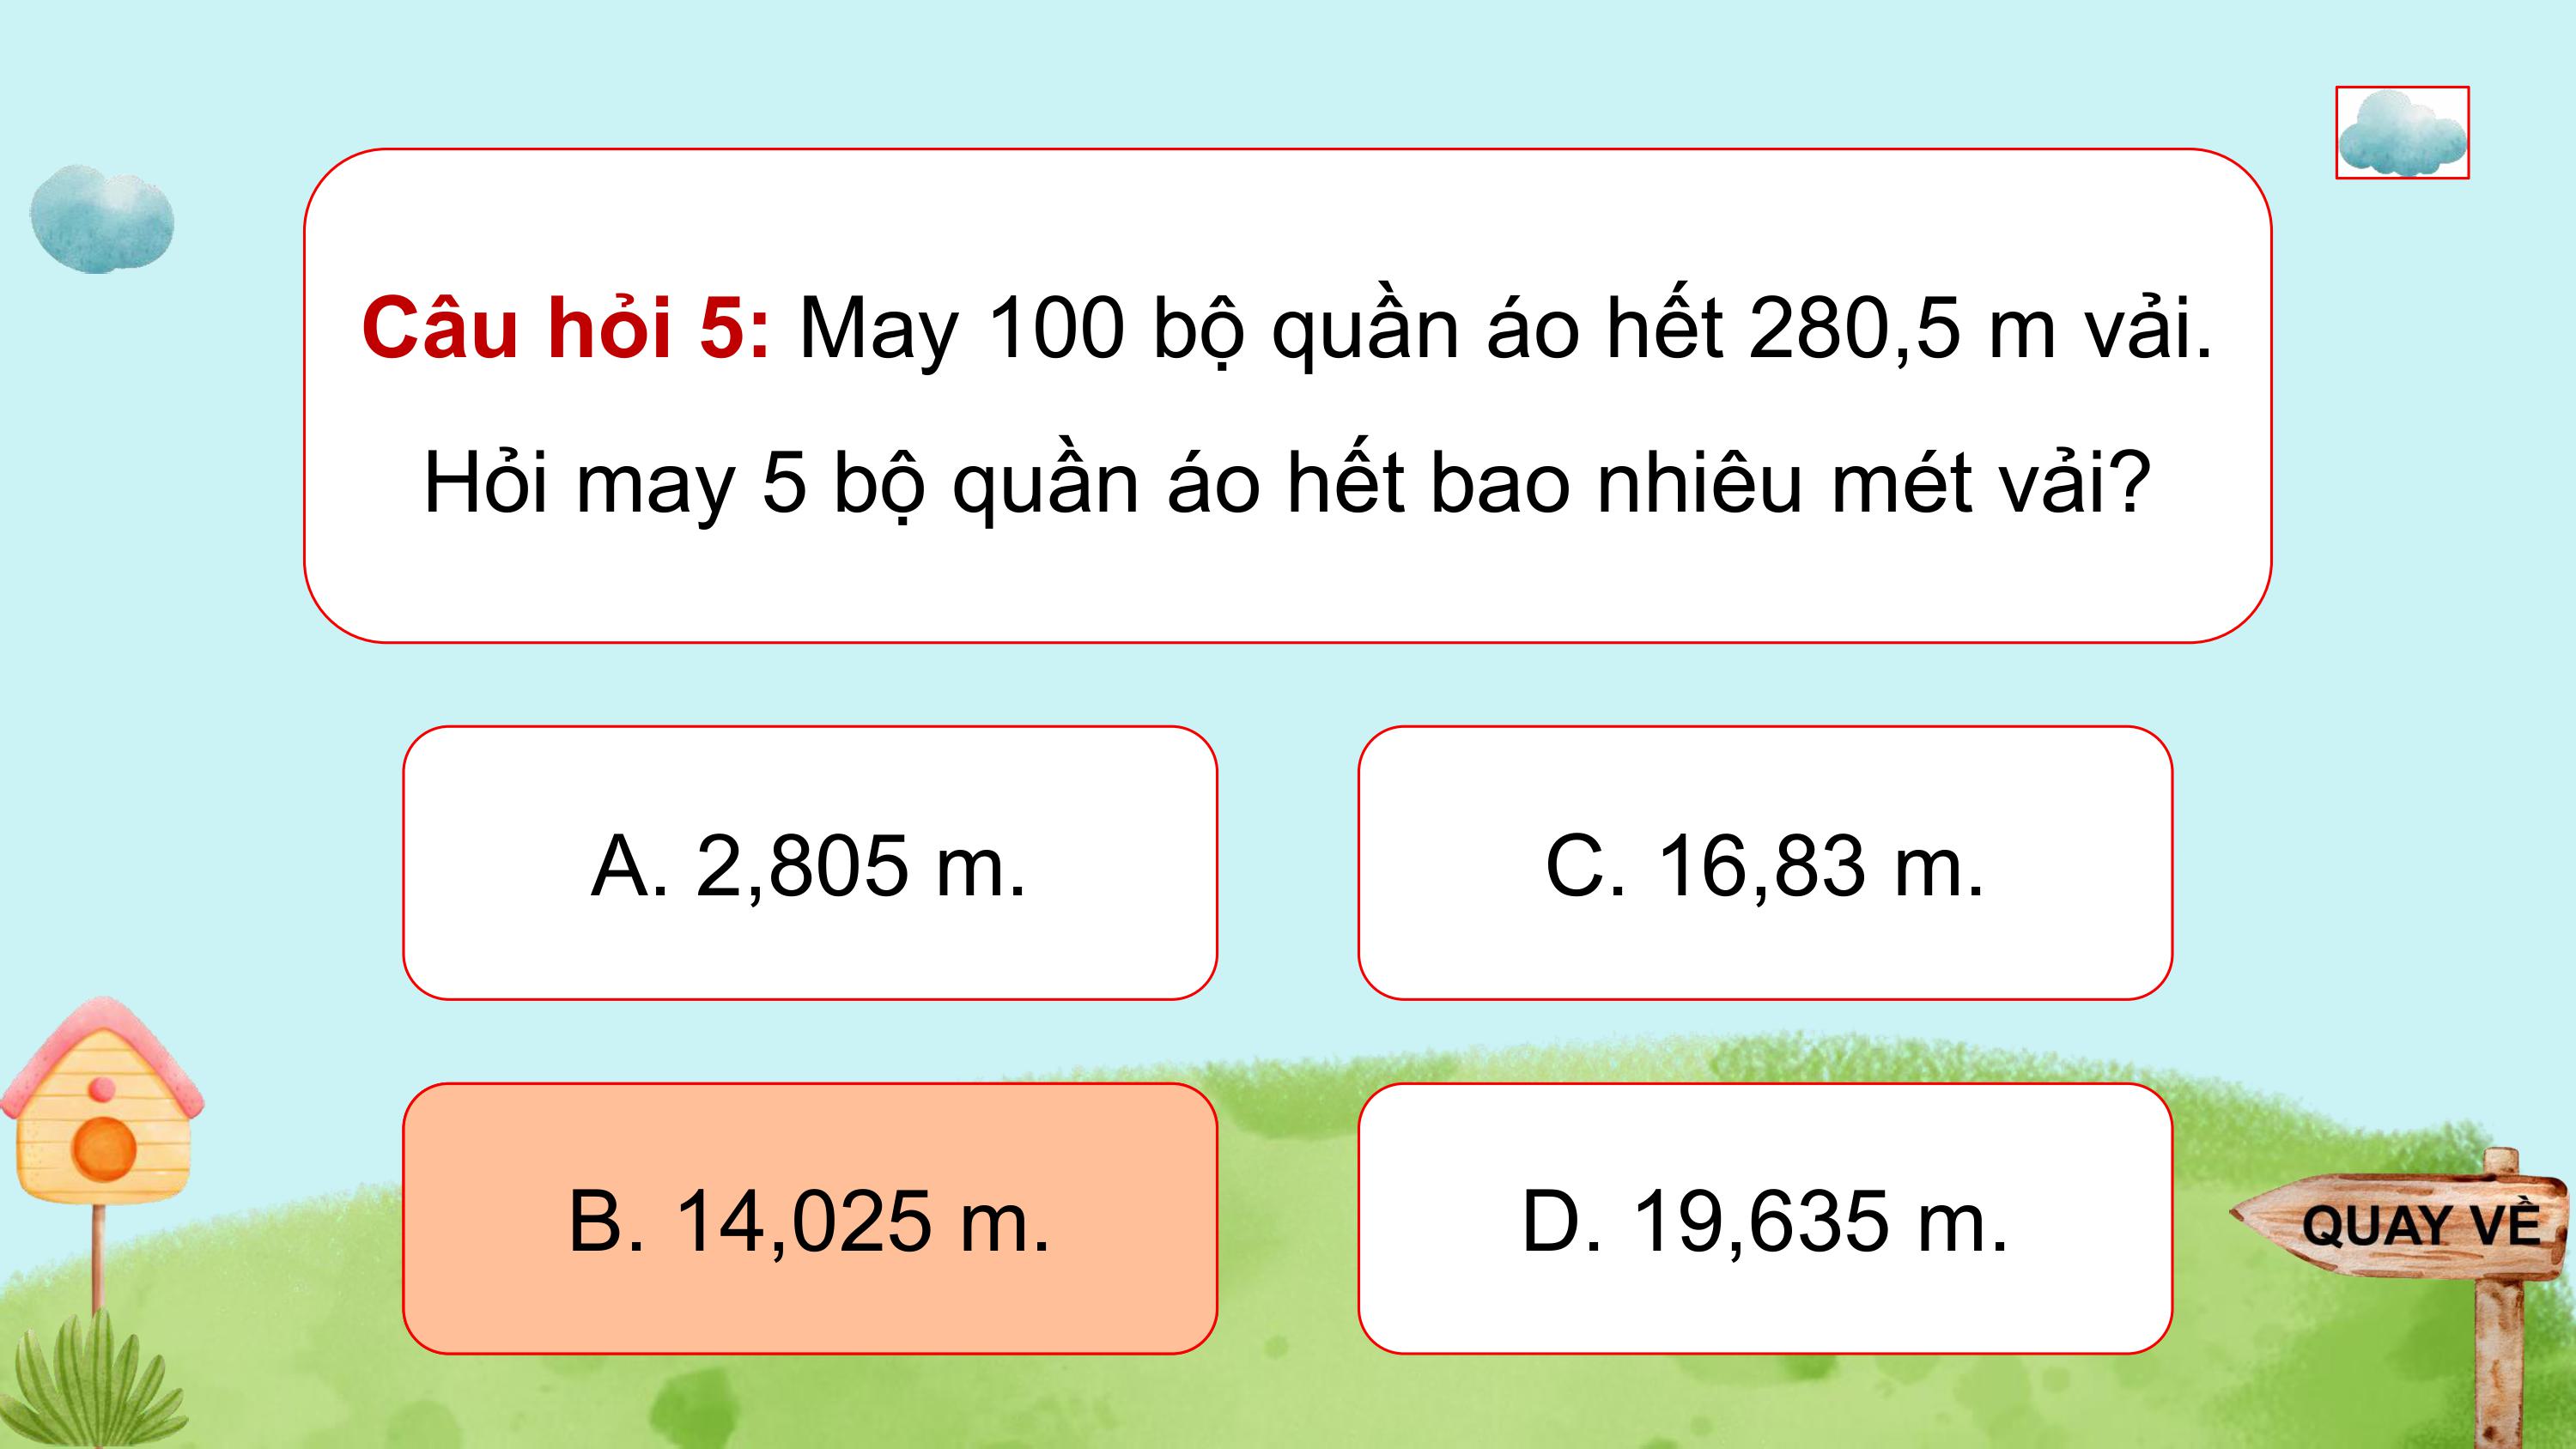 Câu hỏi 5: May 100 bộ quần áo hết 280,5 m vải.
Hỏi may 5 bộ quần áo hết bao nhiêu mét vải?
A. 2,805 m.
C. 16,83 m.
B. 14,025 m.
D. 19,635 m.
QUAY VỀ